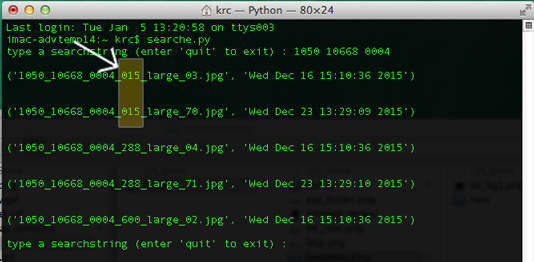 krc — Python — 80×24
Last login: Tue Jan  5 13:20:58 on ttys003
imac-advtemp14:~ krc$ searche.py
type a searchstring (enter 'quit' to exit) : 1050 10668 0004
('1050_10668_0004_015_large_03.jpg', 'Wed Dec 16 15:10:36 2015')
('1050_10668_0004_015_large_70.jpg', 'Wed Dec 23 13:29:09 2015')
('1050_10668_0004_288_large_04.jpg', 'Wed Dec 16 15:10:36 2015')
('1050_10668_0004_288_large_71.jpg', 'Wed Dec 23 13:29:10 2015')
('1050_10668_0004_600_large_02.jpg', 'Wed Dec 16 15:10:36 2015')
type a searchstring (enter 'quit' to exit) :